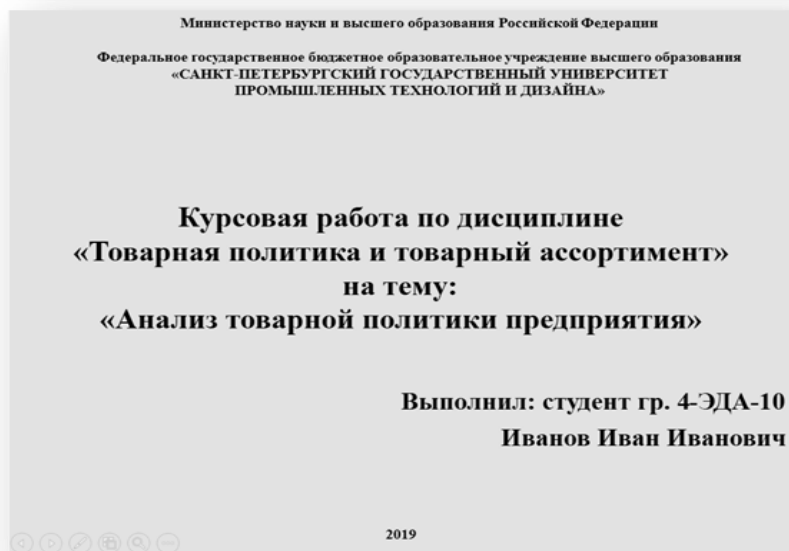 Министерство науки и высшего образования Российской Федерации
Федеральное государственное бюджетное образовательное учреждение высшего образования
«САНКТ-ПЕТЕРБУРГСКИЙ ГОСУДАРСТВЕННЫЙ УНИВЕРСИТЕТ
ПРОМЫШЛЕННЫХ ТЕХНОЛОГИЙ И ДИЗАЙНА»
Курсовая работа по дисциплине
«Товарная политика и товарный ассортимент»
на тему:
«Анализ товарной политики предприятия»
Выполнил: студент гр. 4-ЭДА-10
Иванов Иван Иванович
2019